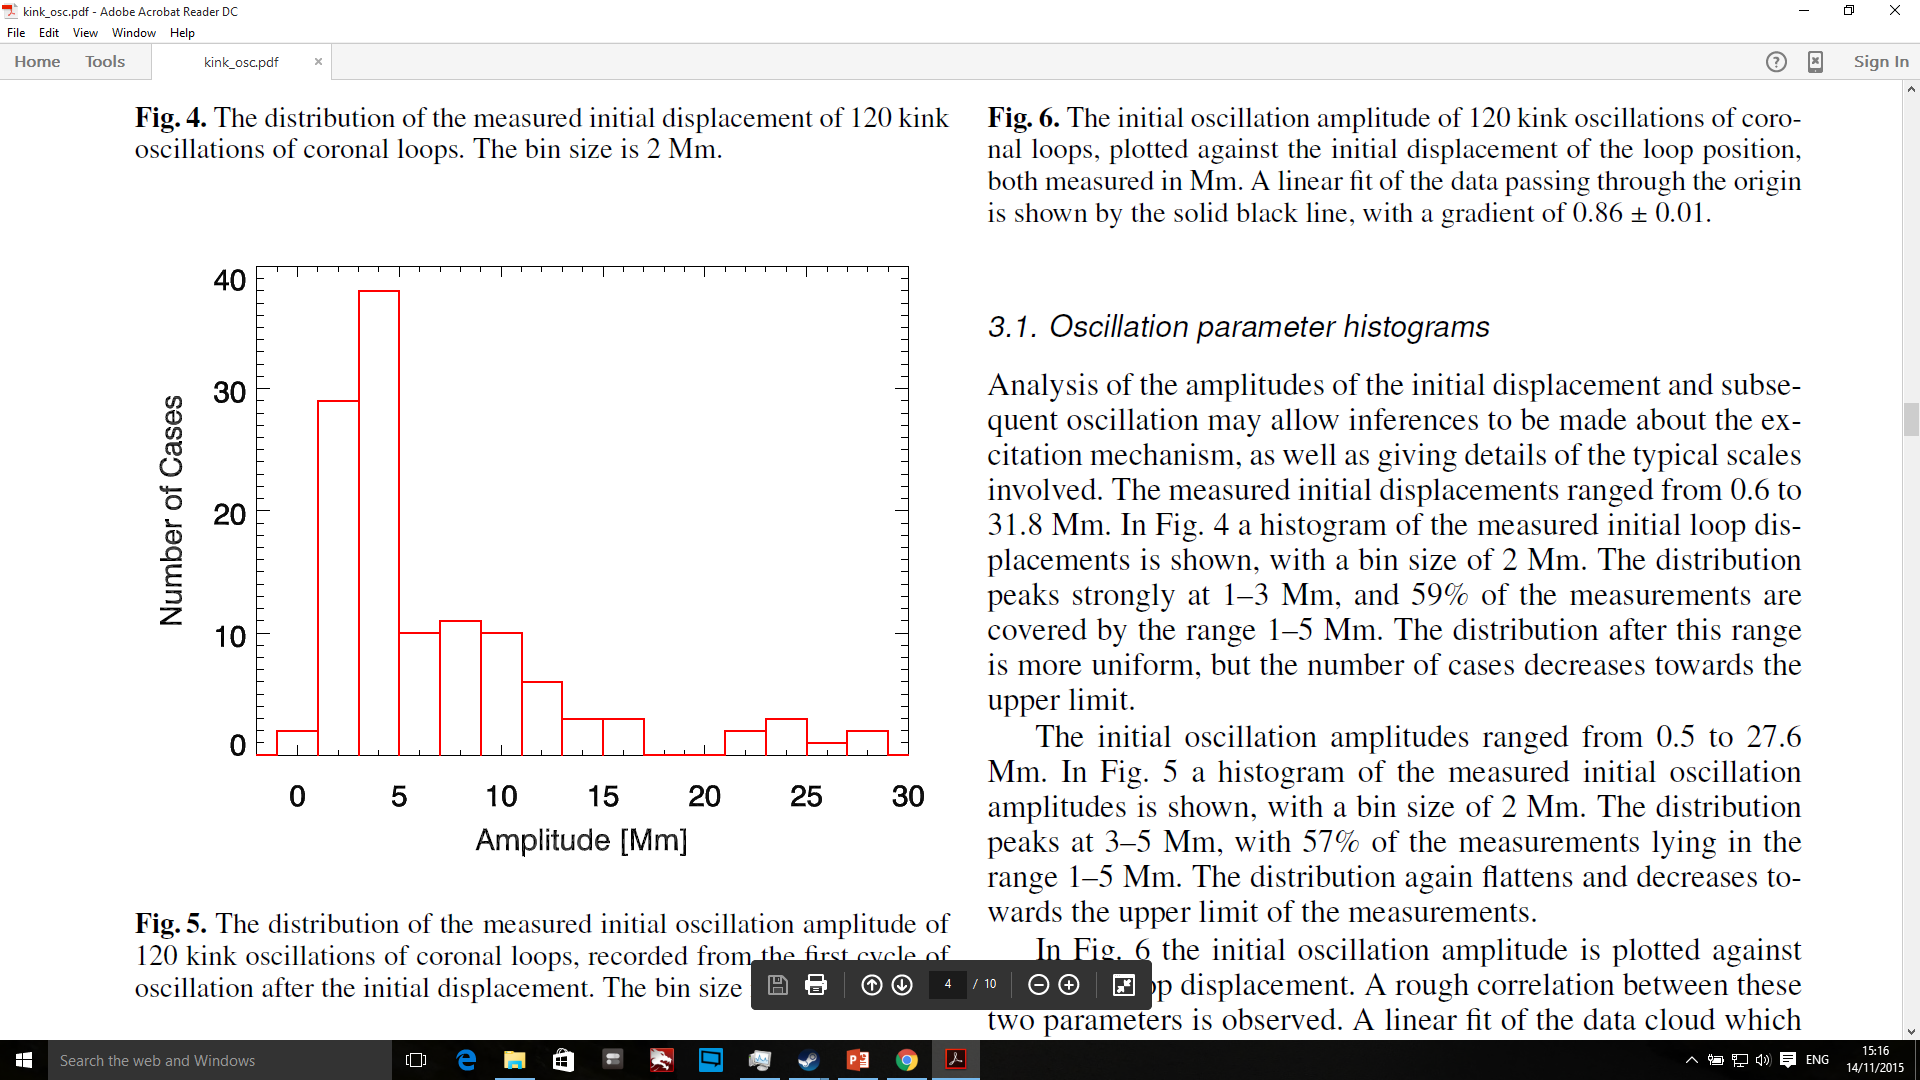 kink_osc.pdf - Adobe Acrobat Reader DC
File Edit View Window Help
Home Tools kink_osc.pdf × ? Sign In
Fig. 4. The distribution of the measured initial displacement of 120 kink
oscillations of coronal loops. The bin size is 2 Mm.
40
30
20
10
0
Number of Cases
0 5 10 15 20 25 30
Amplitude [Mm]
Fig. 5. The distribution of the measured initial oscillation amplitude of
120 kink oscillations of coronal loops, recorded from the first cycle of
oscillation after the initial displacement. The bin size
Fig. 6. The initial oscillation amplitude of 120 kink oscillations of coro-
nal loops, plotted against the initial displacement of the loop position,
both measured in Mm. A linear fit of the data passing through the origin
is shown by the solid black line, with a gradient of 0.86 ± 0.01.
3.1. Oscillation parameter histograms
Analysis of the amplitudes of the initial displacement and subse-
quent oscillation may allow inferences to be made about the ex-
citation mechanism, as well as giving details of the typical scales
involved. The measured initial displacements ranged from 0.6 to
31.8 Mm. In Fig. 4 a histogram of the measured initial loop dis-
placements is shown, with a bin size of 2 Mm. The distribution
peaks strongly at 1–3 Mm, and 59% of the measurements are
covered by the range 1–5 Mm. The distribution after this range
is more uniform, but the number of cases decreases towards the
upper limit.
The initial oscillation amplitudes ranged from 0.5 to 27.6
Mm. In Fig. 5 a histogram of the measured initial oscillation
amplitudes is shown, with a bin size of 2 Mm. The distribution
peaks at 3–5 Mm, with 57% of the measurements lying in the
range 1–5 Mm. The distribution again flattens and decreases to-
wards the upper limit of the measurements.
In Fig. 6 the initial oscillation amplitude is plotted against
op displacement. A rough correlation between these
two parameters is observed. A linear fit of the data cloud which
4 / 10
Search the web and Windows
ENG
15:16
14/11/2015